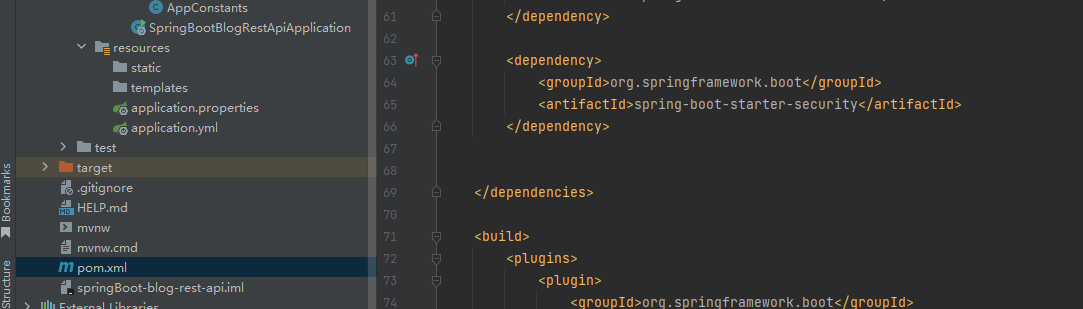 AppConstants
SpringBootBlogRestApiApplication
resources
static
templates
application.properties
application.yml
test
target
.gitignore
HELP.md
mvnw
mvnw.cmd
pom.xml
springBoot-blog-rest-api.iml
External Libraries
Bookmarks
Structure
61 </dependency>
62
63 <dependency>
64 <groupId>org.springframework.boot</groupId>
65 <artifactId>spring-boot-starter-security</artifactId>
66 </dependency>
67
68
69 </dependencies>
70
71 <build>
72 <plugins>
73 <plugin>
74 <groupId>org.springframework.boot</groupId>